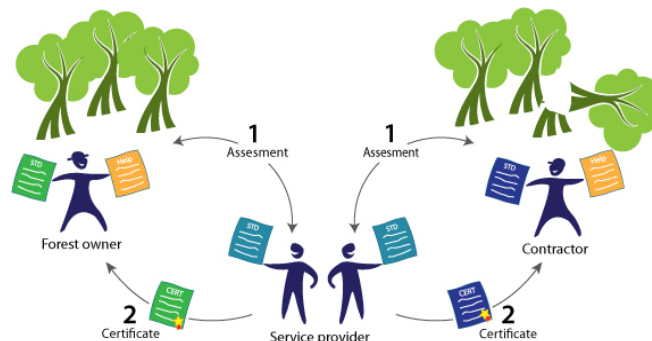 1
Assesment
1
Assesment
STD
Help
STD
Help
Forest owner
STD
STD
Contractor
CERT
CERT
2
Certificate
Service provider
2
Certificate